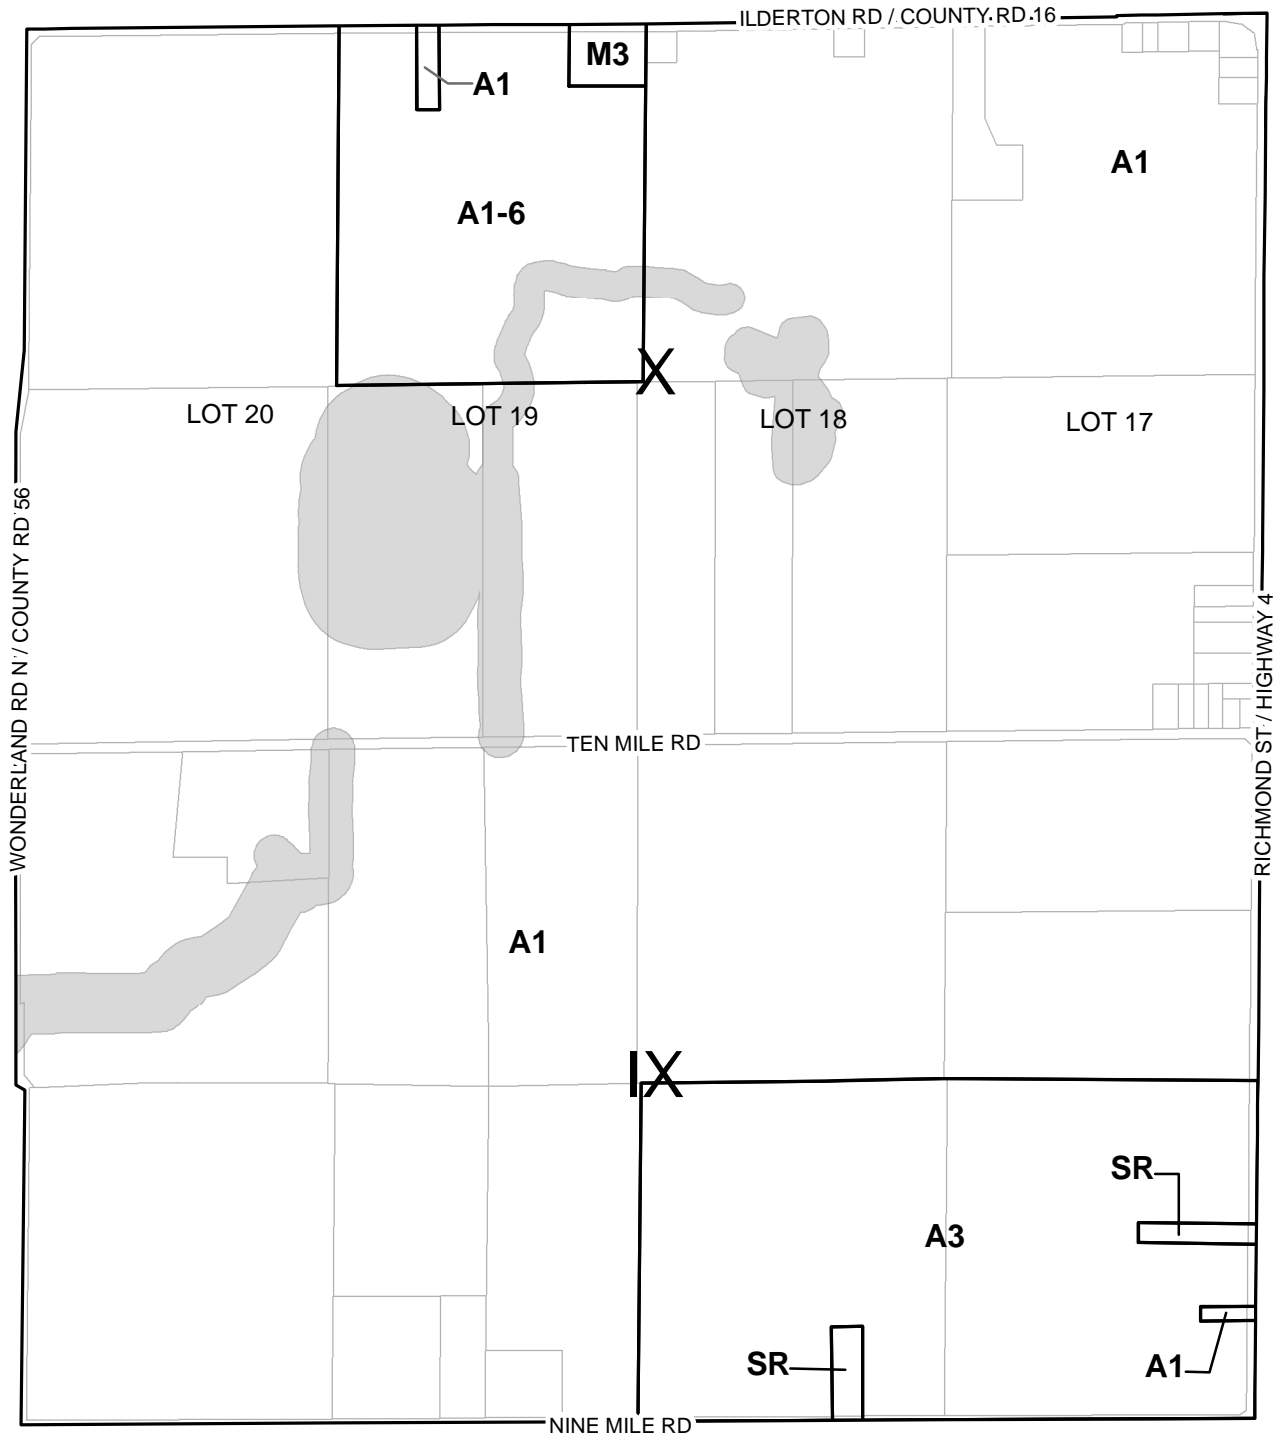 ILDERTON RD / COUNTY RD 16
M3
A1
A1
A1-6
X
LOT 20
LOT 19
LOT 18
LOT 17
WONDERLAND RD N / COUNTY RD 56
RICHMOND ST / HIGHWAY 4
TEN MILE RD
A1
IX
SR
A3
SR
A1
NINE MILE RD